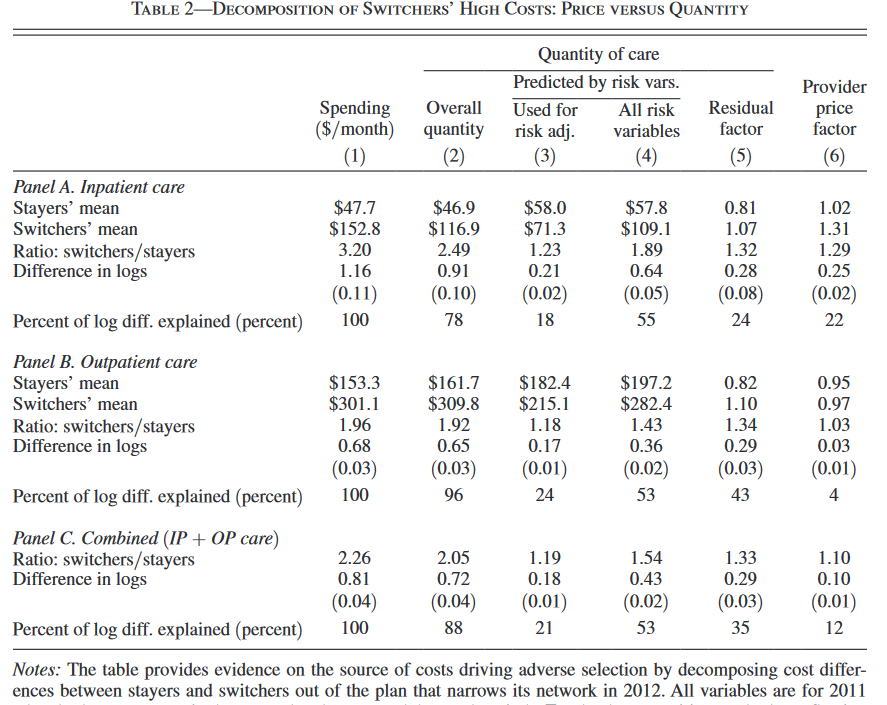 TABLE 2—DECOMPOSITION OF SWITCHERS' HIGH COSTS: PRICE VERSUS QUANTITY
Quantity of care
Predicted by risk vars.
Provider
Spending Overall Used for All risk Residual price
($/month) quantity risk adj. variables factor factor
(1) (2) (3) (4) (5) (6)
Panel A. Inpatient care
Stayers' mean $47.7 $46.9 $58.0 $57.8 0.81 1.02
Switchers' mean $152.8 $116.9 $71.3 $109.1 1.07 1.31
Ratio: switchers/stayers 3.20 2.49 1.23 1.89 1.32 1.29
Difference in logs 1.16 0.91 0.21 0.64 0.28 0.25
(0.11) (0.10) (0.02) (0.05) (0.08) (0.02)
Percent of log diff. explained (percent) 100 78 18 55 24 22
Panel B. Outpatient care
Stayers' mean $153.3 $161.7 $182.4 $197.2 0.82 0.95
Switchers' mean $301.1 $309.8 $215.1 $282.4 1.10 0.97
Ratio: switchers/stayers 1.96 1.92 1.18 1.43 1.34 1.03
Difference in logs 0.68 0.65 0.17 0.36 0.29 0.03
(0.03) (0.03) (0.01) (0.02) (0.03) (0.01)
Percent of log diff. explained (percent) 100 96 24 53 43 4
Panel C. Combined (IP + OP care)
Ratio: switchers/stayers 2.26 2.05 1.19 1.54 1.33 1.10
Difference in logs 0.81 0.72 0.18 0.43 0.29 0.10
(0.04) (0.04) (0.01) (0.02) (0.03) (0.01)
Percent of log diff. explained (percent) 100 88 21 53 35 12
Notes: The table provides evidence on the source of costs driving adverse selection by decomposing cost differ-
ences between stayers and switchers out of the plan that narrows its network in 2012. All variables are for 2011